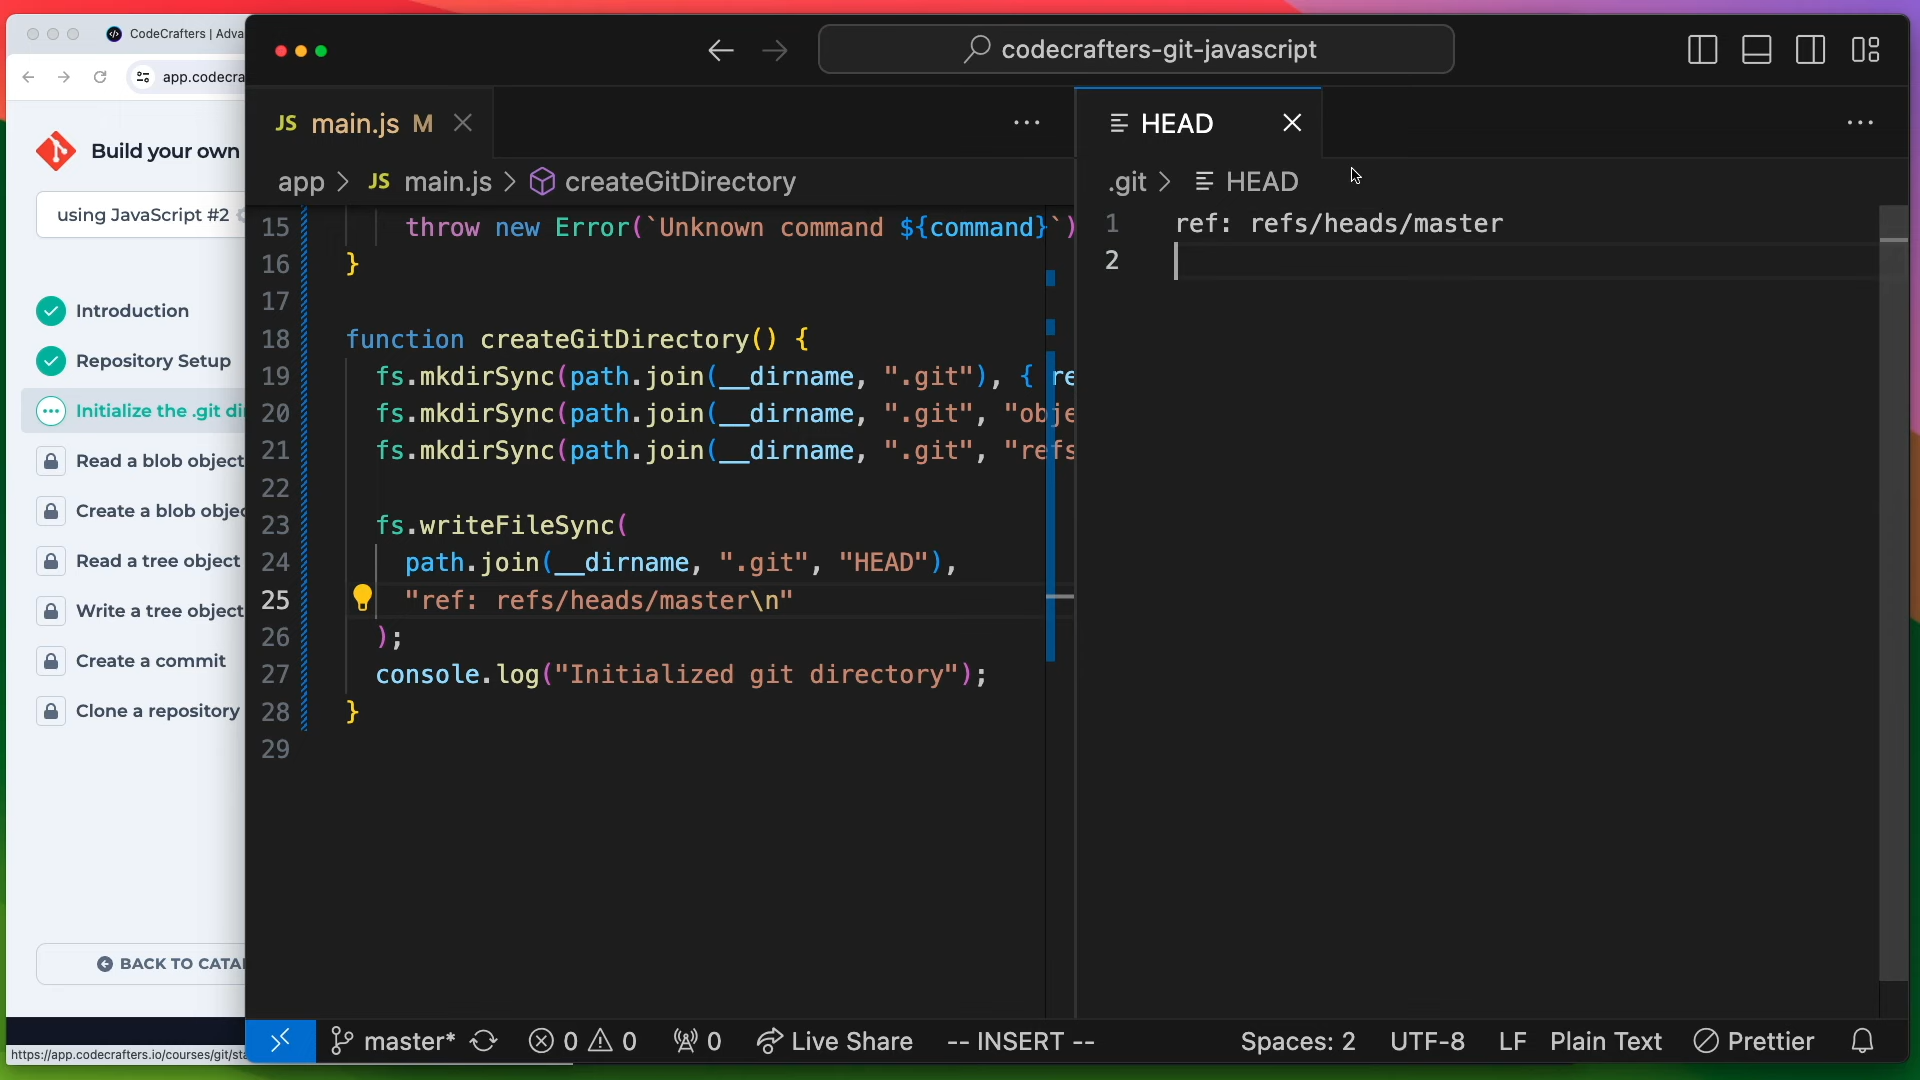 CodeCrafters | Adva
app.codecra
Build your own
using JavaScript #2
Introduction
Repository Setup
Initialize the .git di
Read a blob object
Create a blob objec
Read a tree object
Write a tree object
Create a commit
Clone a repository
BACK TO CATA
https://app.codecrafters.io/courses/git/sta
codecrafters-git-javascript
JS main.js M
app > JS main.js > createGitDirectory
15 throw new Error(`Unknown command ${command}`)
16 }
17
18 function createGitDirectory() {
19 fs.mkdirSync(path.join(__dirname, ".git"), { re
20 fs.mkdirSync(path.join(__dirname, ".git", "obje
21 fs.mkdirSync(path.join(__dirname, ".git", "refs
22
23 fs.writeFileSync(
24 path.join(__dirname, ".git", "HEAD"),
25 "ref: refs/heads/master\n"
26 );
27 console.log("Initialized git directory");
28 }
29
HEAD
.git > HEAD
1 ref: refs/heads/master
2
master* 0 0 0 Live Share -- INSERT -- Spaces: 2 UTF-8 LF Plain Text Prettier